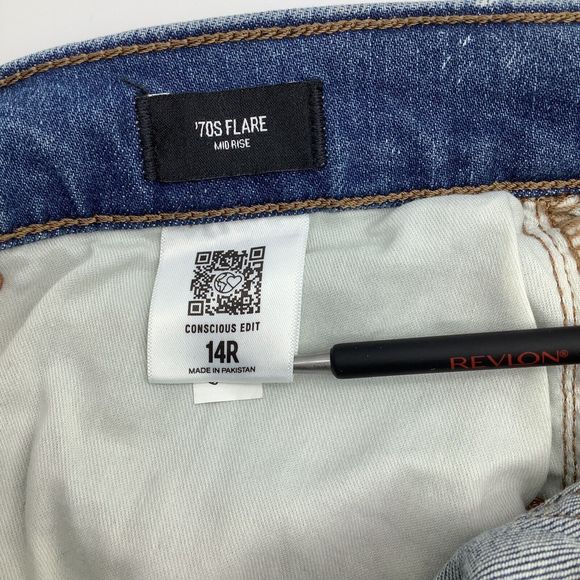 '70S FLARE
MID RISE
CONSCIOUS EDIT
14R
MADE IN PAKISTAN
REVLON®